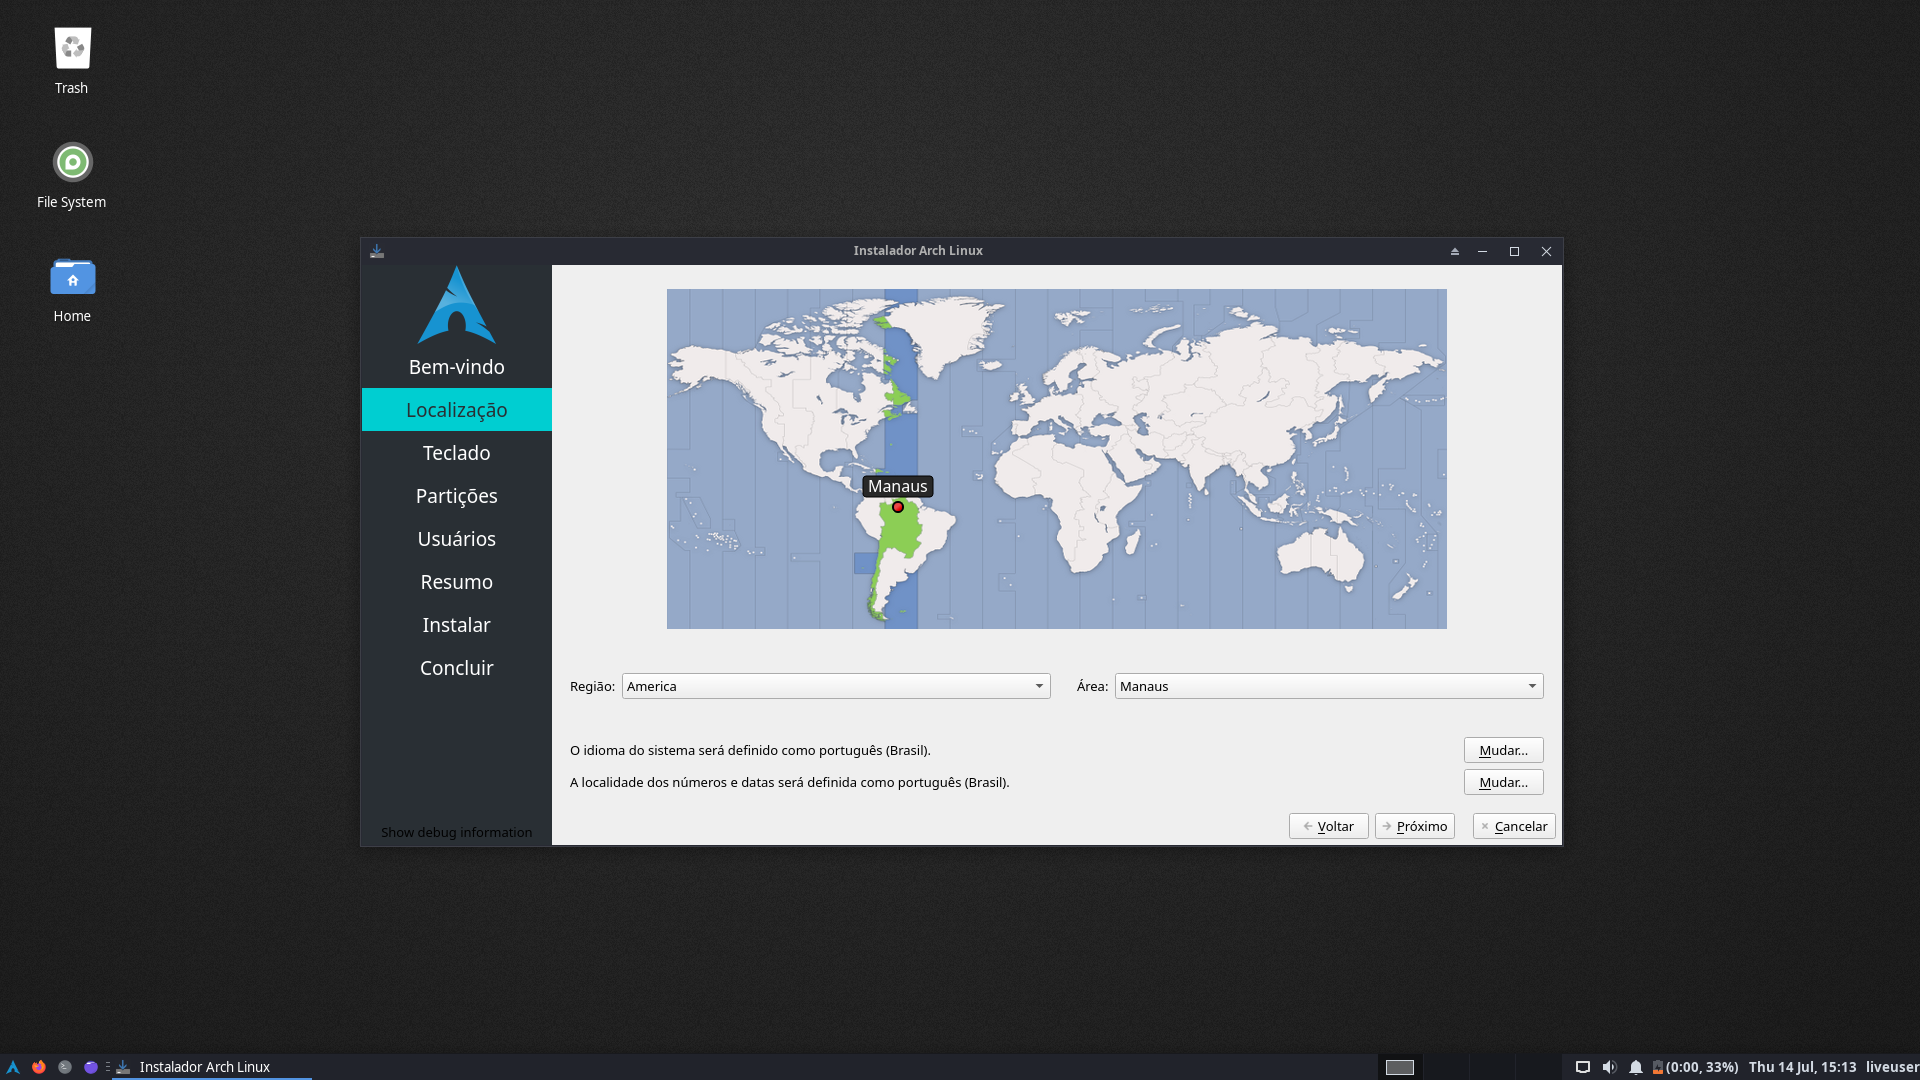 Trash
File System
Home
Instalador Arch Linux
Bem-vindo
Localização
Teclado
Partições
Usuários
Resumo
Instalar
Concluir
Show debug information
Manaus
Região: America
Área: Manaus
O idioma do sistema será definido como português (Brasil).
Mudar...
A localidade dos números e datas será definida como português (Brasil).
Mudar...
Voltar
Próximo
Cancelar
Instalador Arch Linux
(0:00, 33%)
Thu 14 Jul, 15:13
liveuser